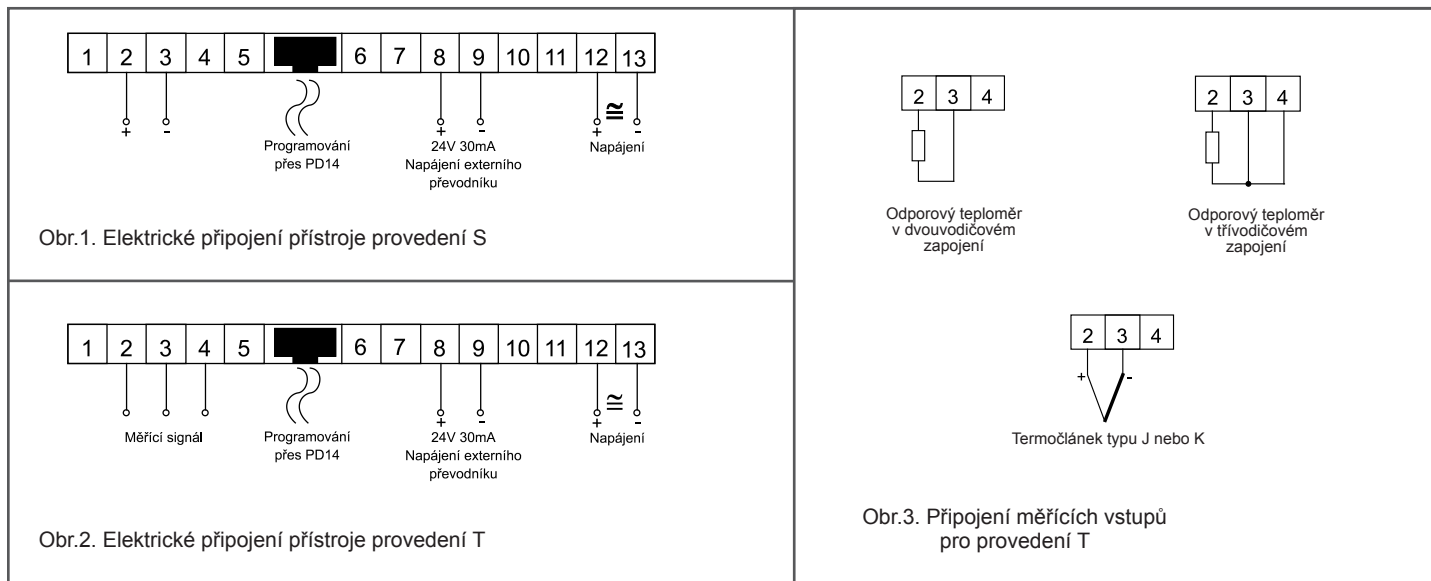 1 2 3 4 5 6 7 8 9 10 11 12 13
+ - + - + ≅ -
Programování
přes PD14
24V 30mA
Napájení externího
převodníku
Napájení
Obr.1. Elektrické připojení přístroje provedení S
1 2 3 4 5 6 7 8 9 10 11 12 13
+ - + ≅ -
Měřící signál
Programování
přes PD14
24V 30mA
Napájení externího
převodníku
Napájení
Obr.2. Elektrické připojení přístroje provedení T
2 3 4
Odporový teploměr
v dvouvodičovém
zapojení
2 3 4
Odporový teploměr
v třívodičovém
zapojení
2 3 4
+ -
Termočlánek typu J nebo K
Obr.3. Připojení měřících vstupů
pro provedení T